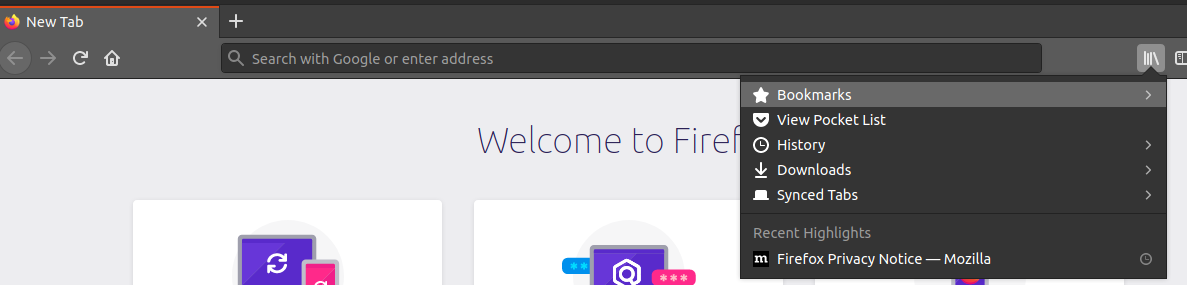 New Tab
Search with Google or enter address
Bookmarks
View Pocket List
History
Downloads
Synced Tabs
Recent Highlights
Firefox Privacy Notice — Mozilla
Welcome to Firef